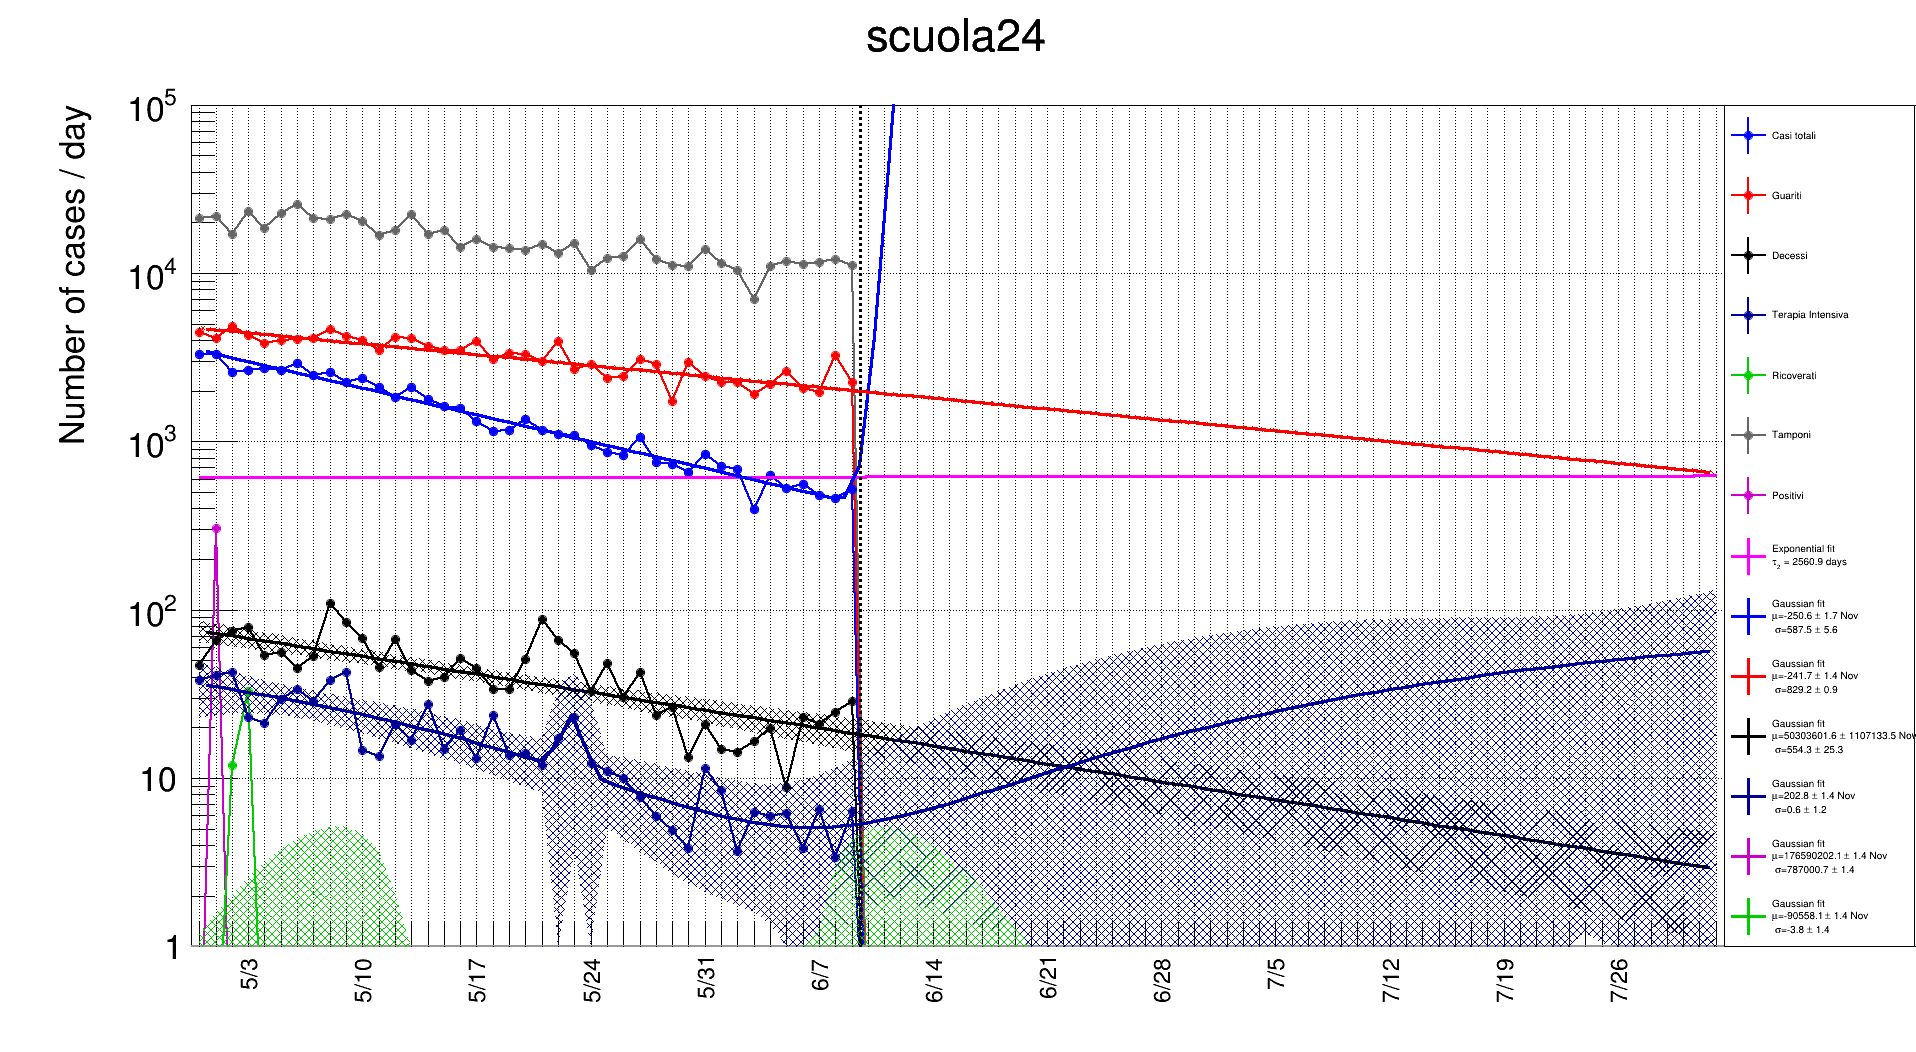 scuola24
Number of cases / day
10^5
10^4
10^3
10^2
10
1
5/3
5/10
5/17
5/24
5/31
6/7
6/14
6/21
6/28
7/5
7/12
7/19
7/26
Casi totali
Guariti
Decessi
Terapia Intensiva
Ricoverati
Tamponi
Positivi
Exponential fit
τ₂ = 2560.9 days
Gaussian fit
μ=-250.6 ± 1.7 Nov
σ=587.5 ± 5.6
Gaussian fit
μ=-241.7 ± 1.4 Nov
σ=829.2 ± 0.9
Gaussian fit
μ=50303601.6 ± 1107133.5 Nov
σ=554.3 ± 25.3
Gaussian fit
μ=202.8 ± 1.4 Nov
σ=0.6 ± 1.2
Gaussian fit
μ=176590202.1 ± 1.4 Nov
σ=787000.7 ± 1.4
Gaussian fit
μ=-90558.1 ± 1.4 Nov
σ=-3.8 ± 1.4